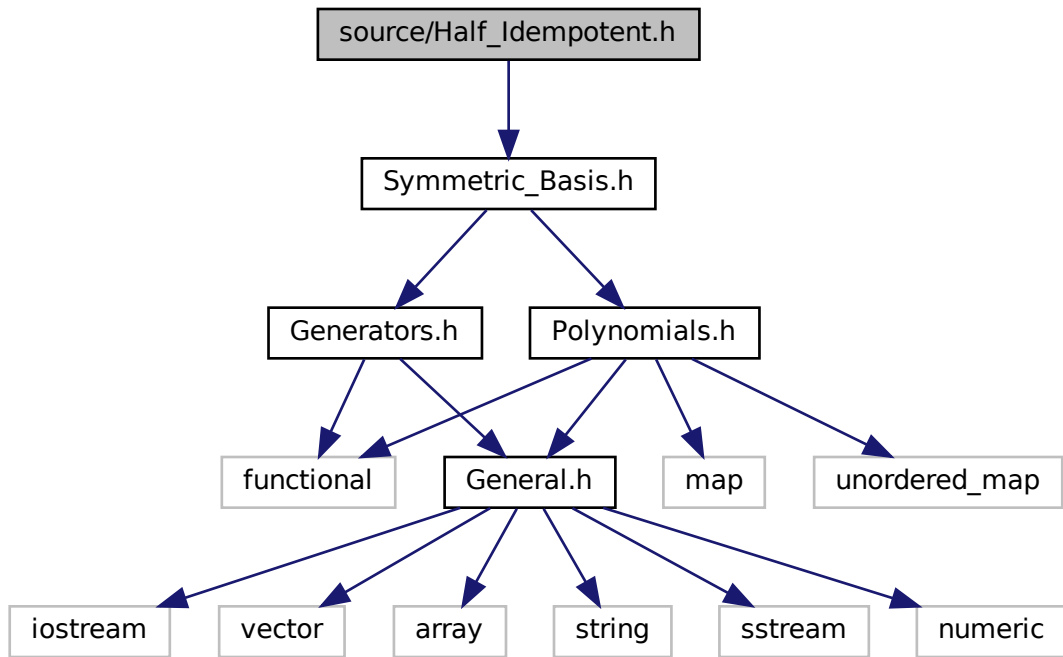 source/Half_Idempotent.h
Symmetric_Basis.h
Generators.h
Polynomials.h
functional
General.h
map
unordered_map
iostream
vector
array
string
sstream
numeric